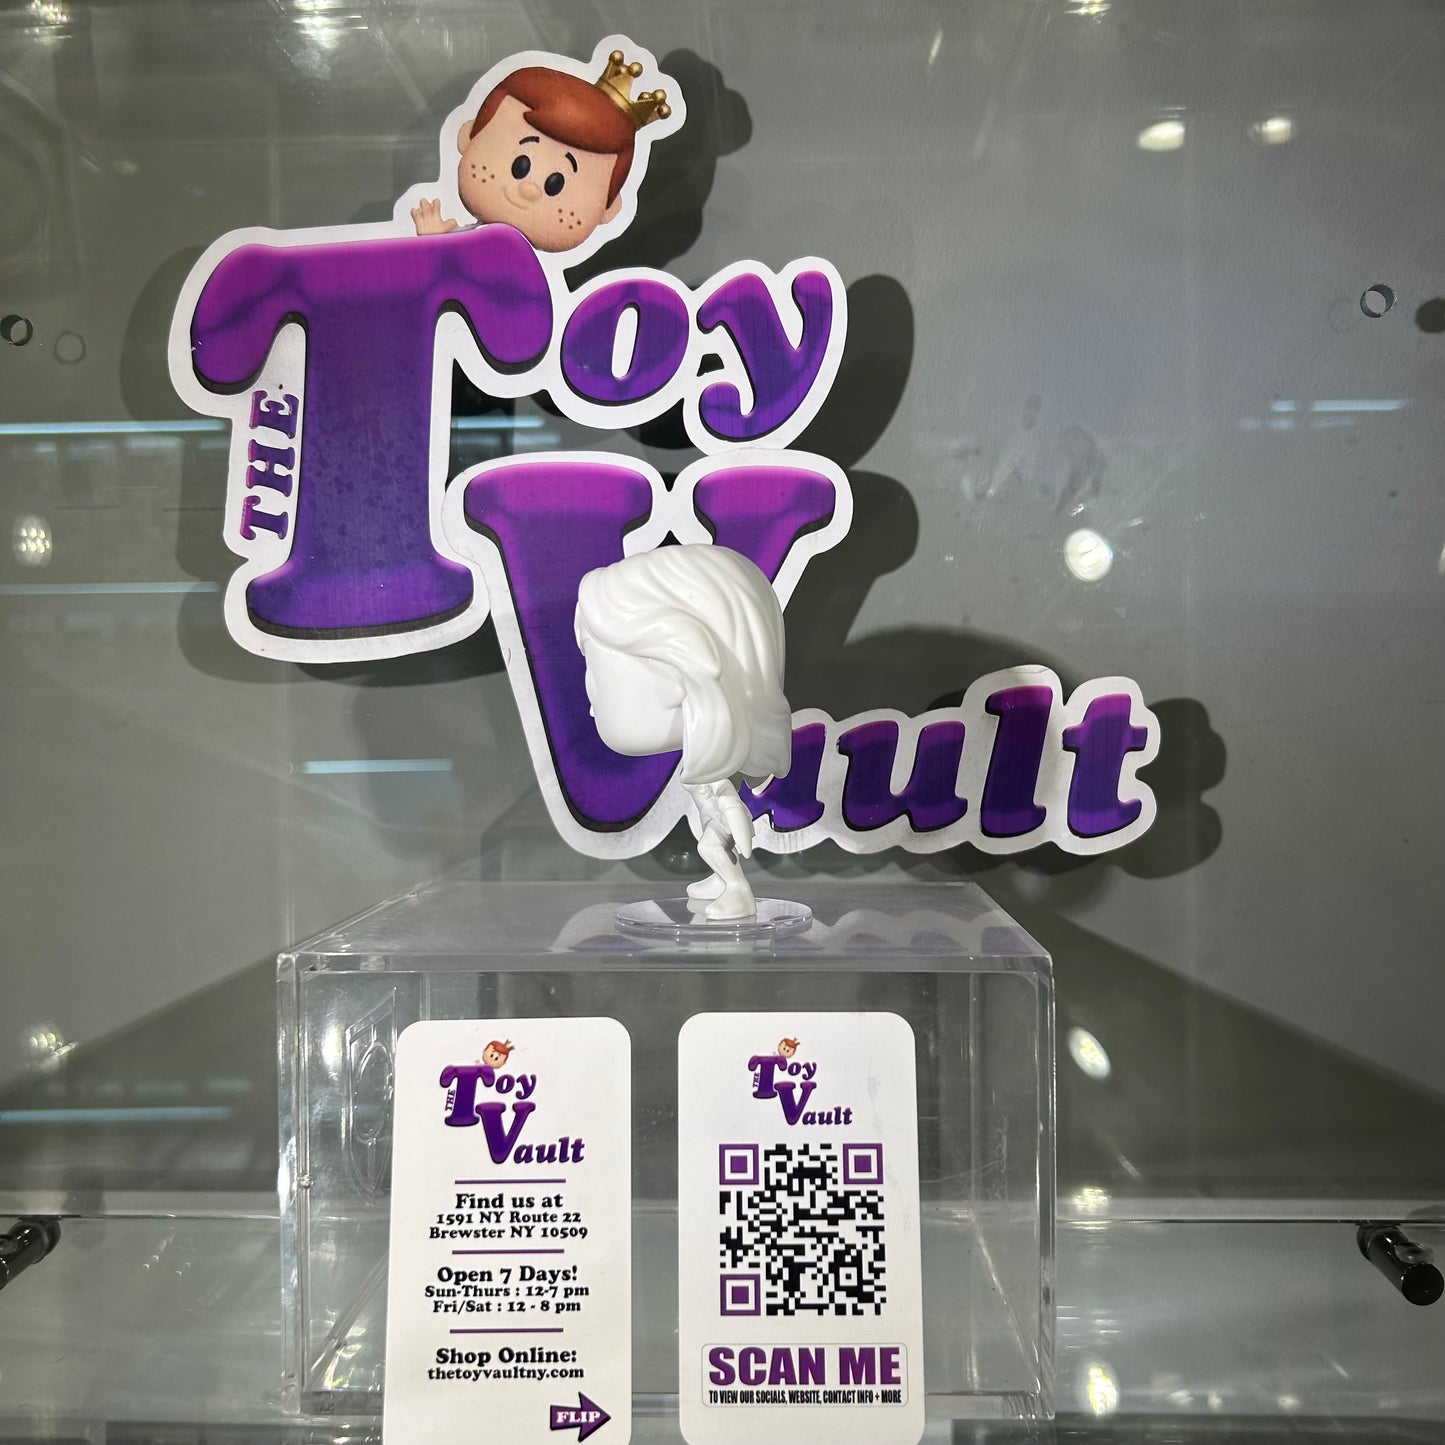 THE
Toy
Vault
THE
Toy
Vault
Find us at
1591 NY Route 22
Brewster NY 10509
Open 7 Days!
Sun-Thurs : 12-7 pm
Fri/Sat : 12 - 8 pm
Shop Online:
thetoyvaultny.com
FLIP
THE
Toy
Vault
SCAN ME
TO VIEW OUR SOCIALS, WEBSITE, CONTACT INFO + MORE